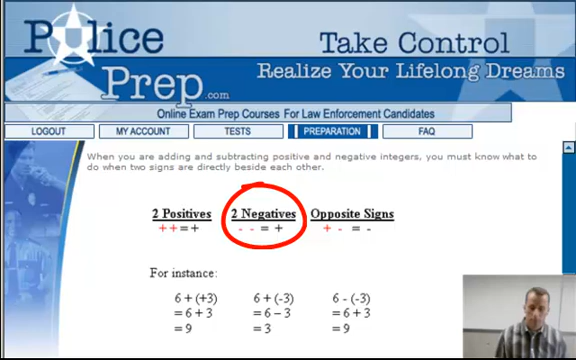 Police
Prep.com
Take Control
Realize Your Lifelong Dreams
Online Exam Prep Courses For Law Enforcement Candidates
LOGOUT MY ACCOUNT TESTS PREPARATION FAQ
When you are adding and subtracting positive and negative integers, you must know what to
do when two signs are directly beside each other.
2 Positives 2 Negatives Opposite Signs
+ + = + - - = + + - = -
For instance:
6 + (+3) 6 + (-3) 6 - (-3)
= 6 + 3 = 6 – 3 = 6 + 3
= 9 = 3 = 9